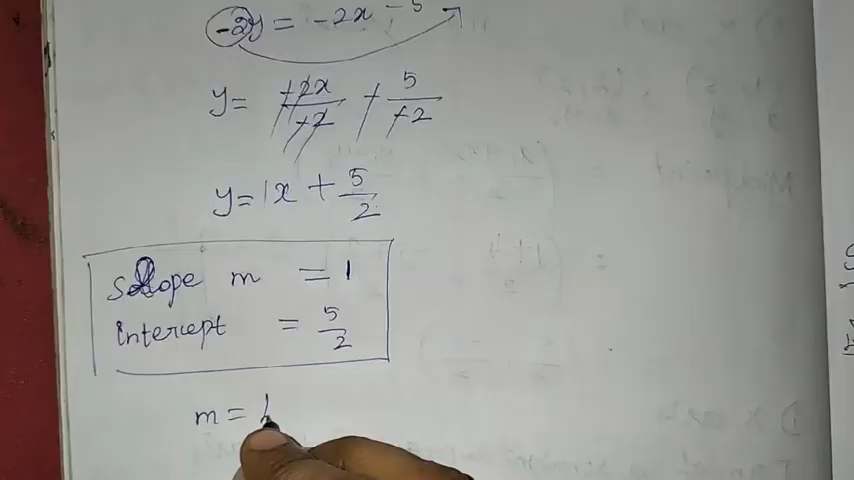 -2y = -2x - 5
y = -2x/-2 - 5/-2
y = 1x + 5/2
Slope m = 1
Intercept = 5/2
m = 1